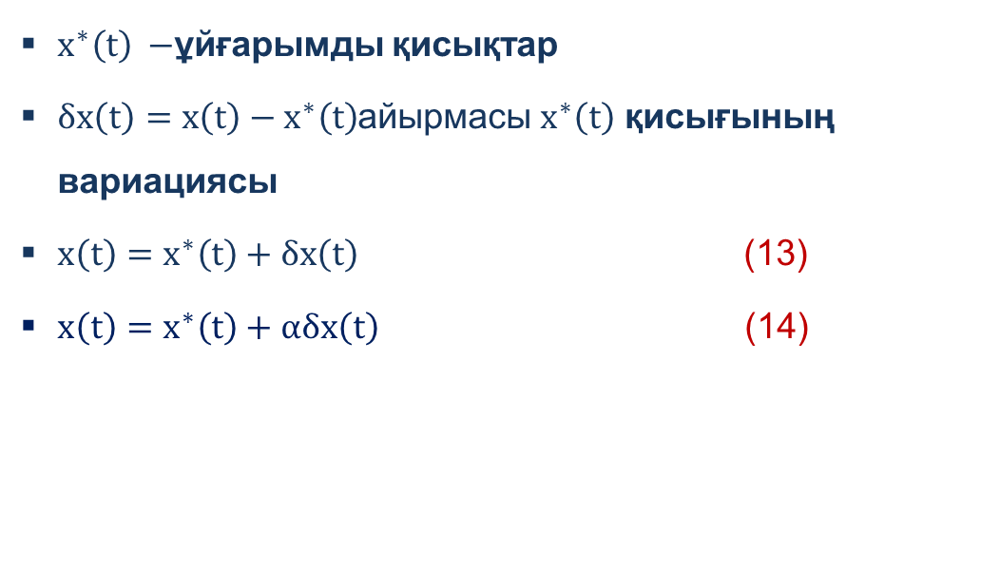 ▪ x*(t) −ұйғарымды қисықтар
▪ δx(t) = x(t) − x*(t)айырмасы x*(t) қисығының
вариациясы
▪ x(t) = x*(t) + δx(t) (13)
▪ x(t) = x*(t) + αδx(t) (14)